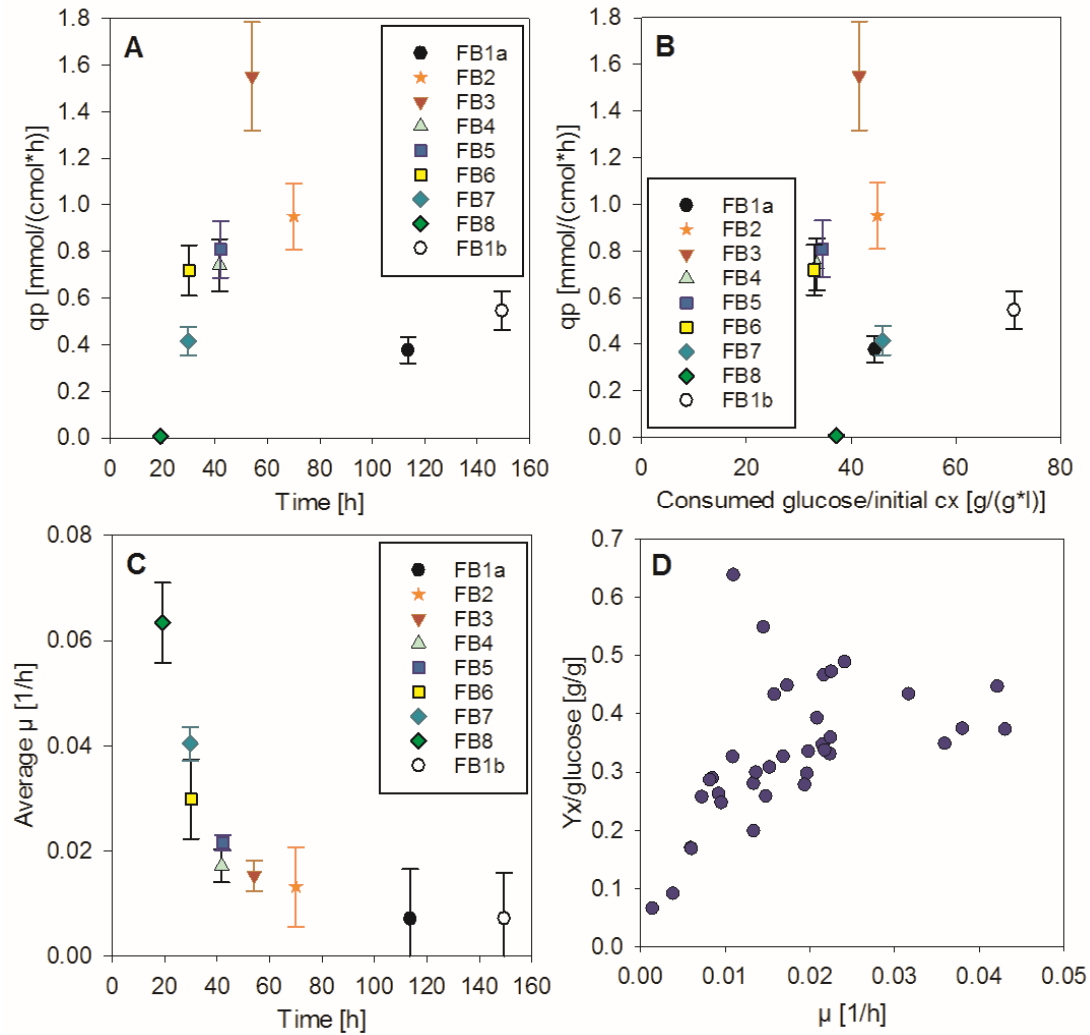 A
qp [mmol/(cmol*h)]
1.8
1.6
1.4
1.2
1.0
0.8
0.6
0.4
0.2
0.0
0 20 40 60 80 100 120 140 160
Time [h]
FB1a
FB2
FB3
FB4
FB5
FB6
FB7
FB8
FB1b
B
qp [mmol/(cmol*h)]
1.8
1.6
1.4
1.2
1.0
0.8
0.6
0.4
0.2
0.0
0 20 40 60 80
Consumed glucose/initial cx [g/(g*l)]
FB1a
FB2
FB3
FB4
FB5
FB6
FB7
FB8
FB1b
C
Average µ [1/h]
0.08
0.06
0.04
0.02
0.00
0 20 40 60 80 100 120 140 160
Time [h]
FB1a
FB2
FB3
FB4
FB5
FB6
FB7
FB8
FB1b
D
Yx/glucose [g/g]
0.7
0.6
0.5
0.4
0.3
0.2
0.1
0.0
0.00 0.01 0.02 0.03 0.04 0.05
µ [1/h]